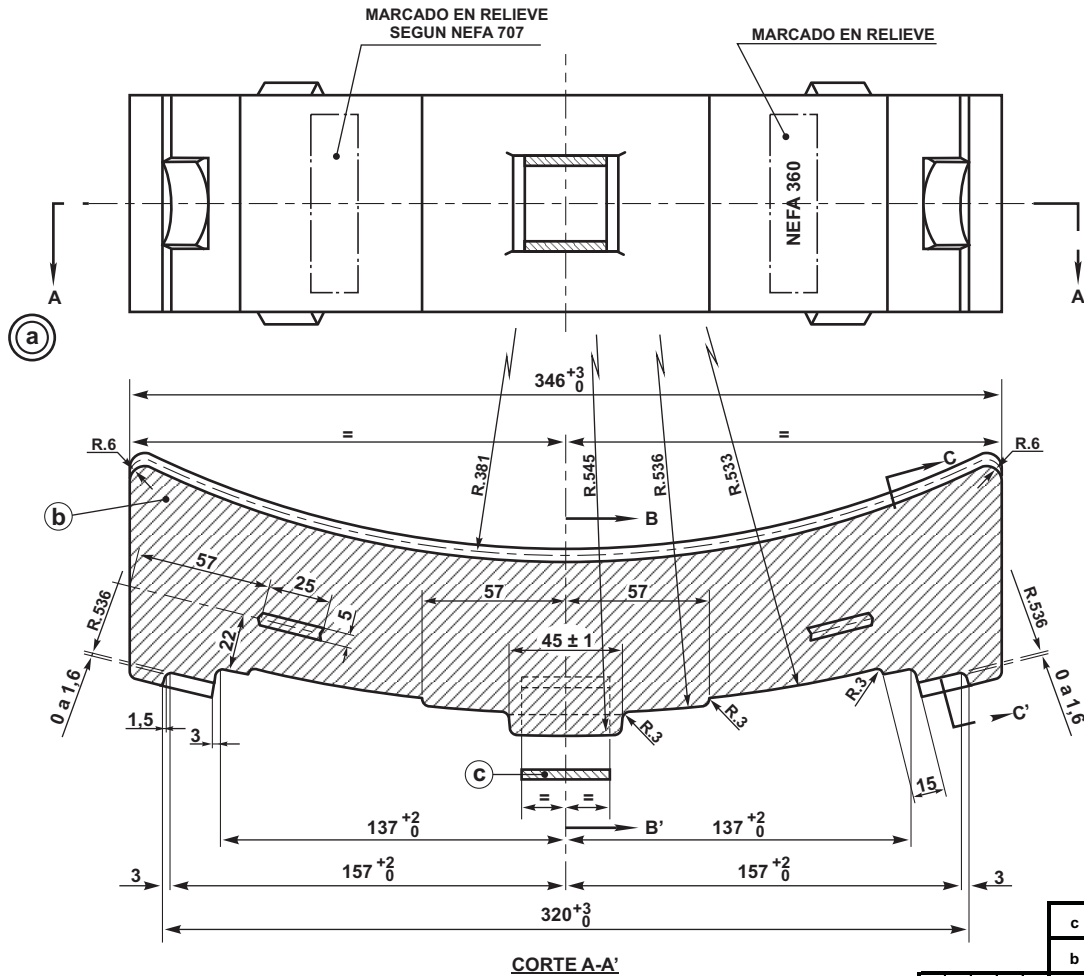 MARCADO EN RELIEVE
SEGUN NEFA 707
MARCADO EN RELIEVE
NEFA 360
A
A
a
346 +3 0
=
=
R.6
R.6
R.381
R.545
R.536
R.533
C
B
b
57
25
5
22
57
57
45 ± 1
R.536
R.536
0 a 1,6
0 a 1,6
1,5
3
R.3
R.3
R.3
C'
15
c
=
=
B'
137 +2 0
137 +2 0
157 +2 0
157 +2 0
3
3
320 +3 0
CORTE A-A'
c
b